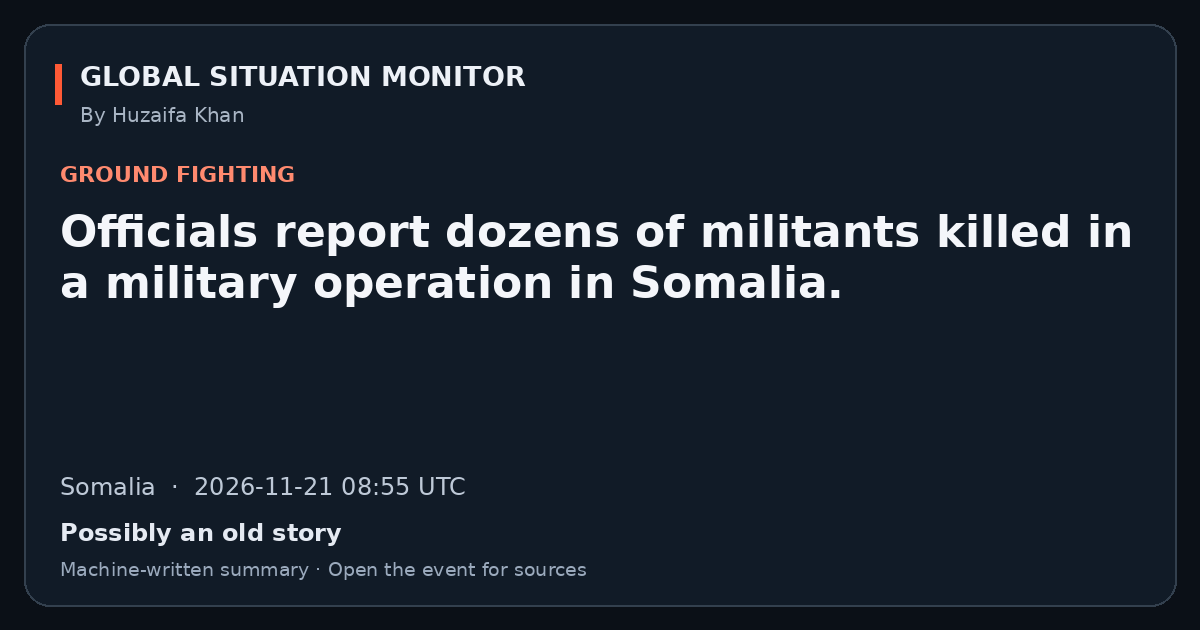 GLOBAL SITUATION MONITOR
By Huzaifa Khan
GROUND FIGHTING
Officials report dozens of militants killed in
a military operation in Somalia.
Somalia · 2026-11-21 08:55 UTC
Possibly an old story
Machine-written summary · Open the event for sources